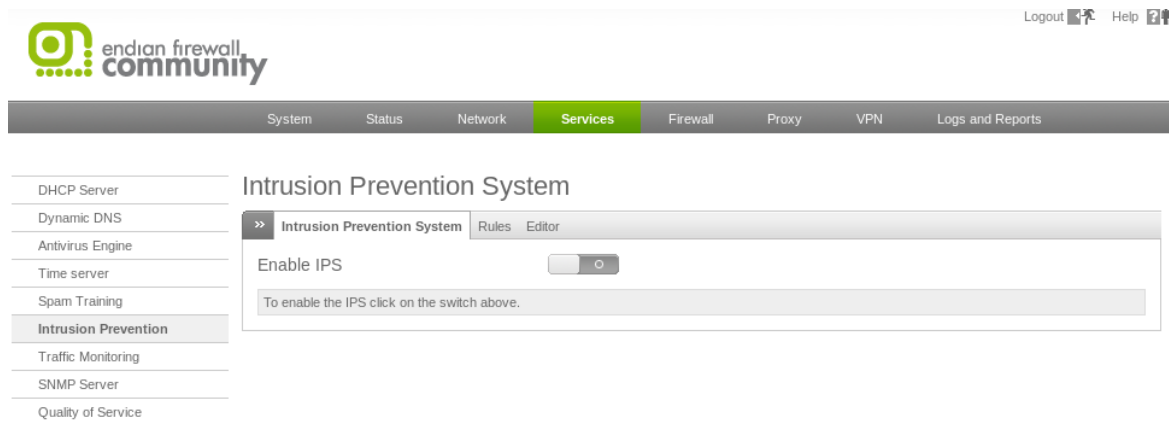 Logout Help
endian firewall
community
System Status Network Services Firewall Proxy VPN Logs and Reports
DHCP Server
Dynamic DNS
Antivirus Engine
Time server
Spam Training
Intrusion Prevention
Traffic Monitoring
SNMP Server
Quality of Service
Intrusion Prevention System
» Intrusion Prevention System Rules Editor
Enable IPS
To enable the IPS click on the switch above.